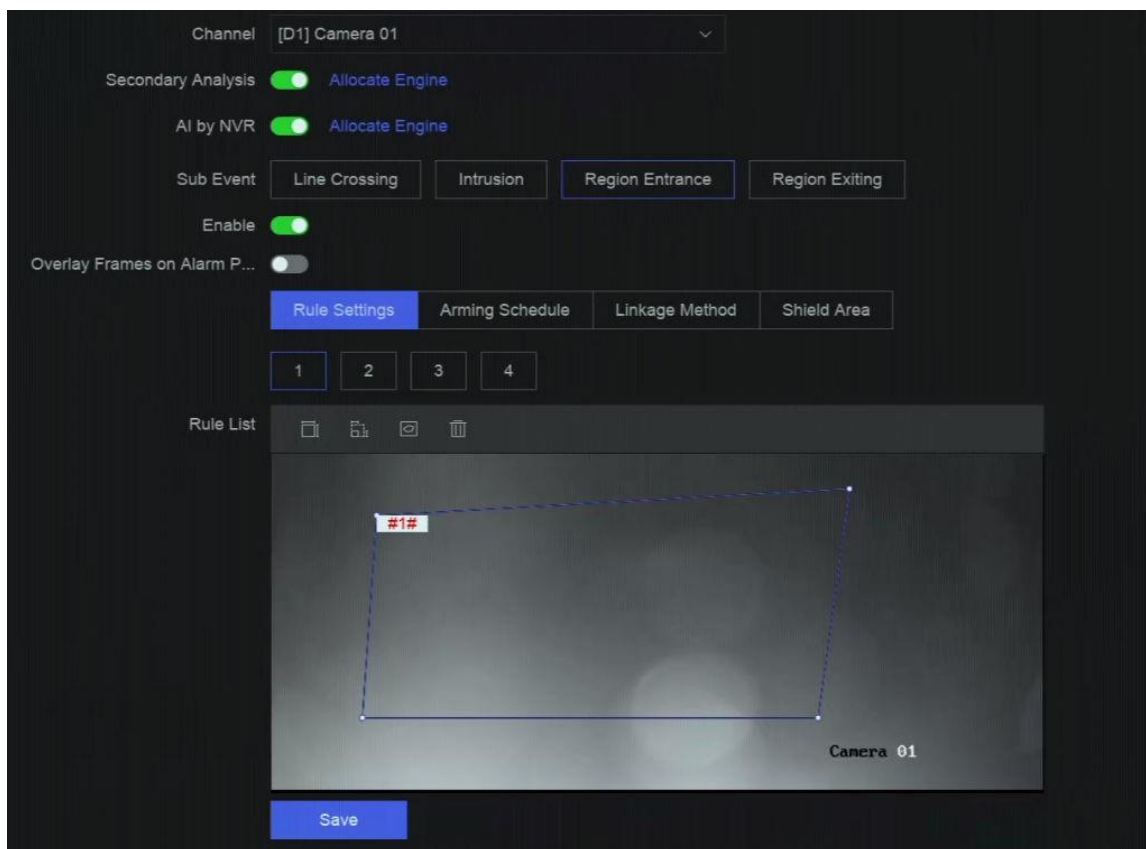 Channel [D1] Camera 01
Secondary Analysis Allocate Engine
AI by NVR Allocate Engine
Sub Event Line Crossing Intrusion Region Entrance Region Exiting
Enable
Overlay Frames on Alarm P...
Rule Settings Arming Schedule Linkage Method Shield Area
1 2 3 4
Rule List
#1#
Camera 01
Save